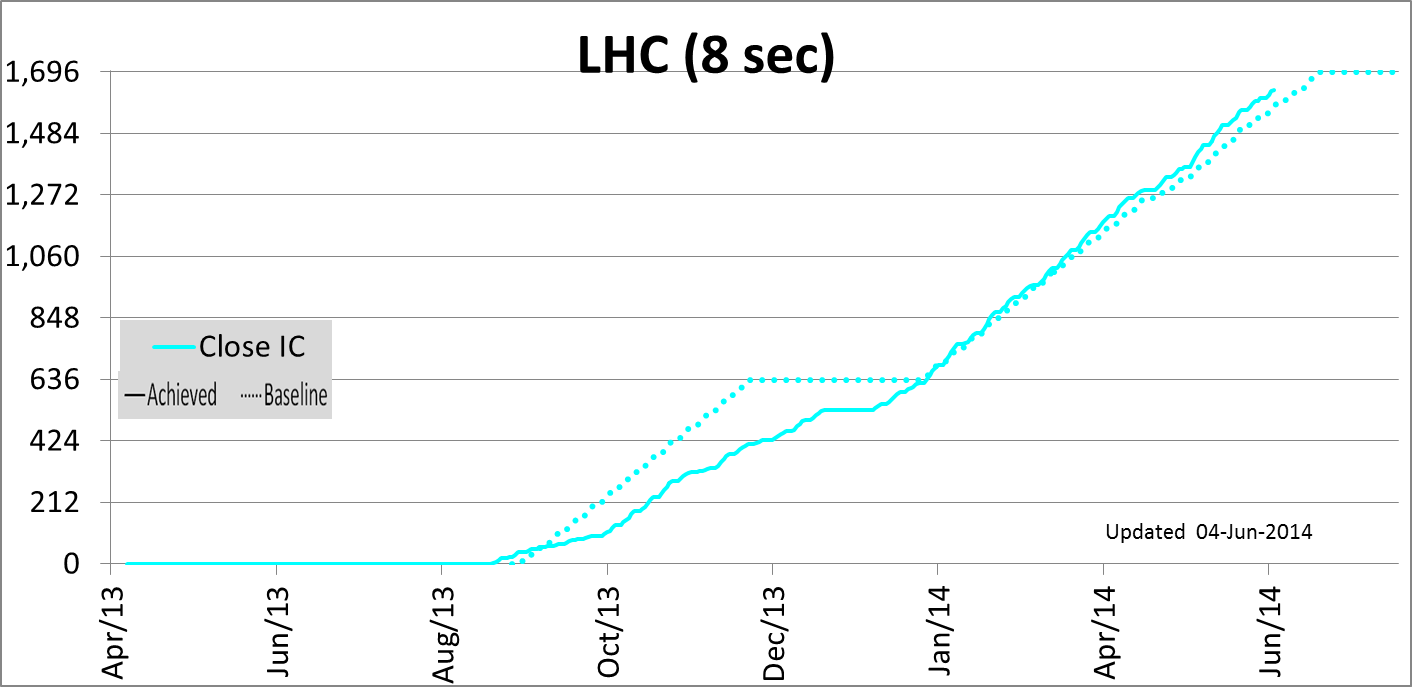 LHC (8 sec)
1,696
1,484
1,272
1,060
848
636
424
212
0
Close IC
Achieved Baseline
Updated 04-Jun-2014
Apr/13 Jun/13 Aug/13 Oct/13 Dec/13 Jan/14 Apr/14 Jun/14